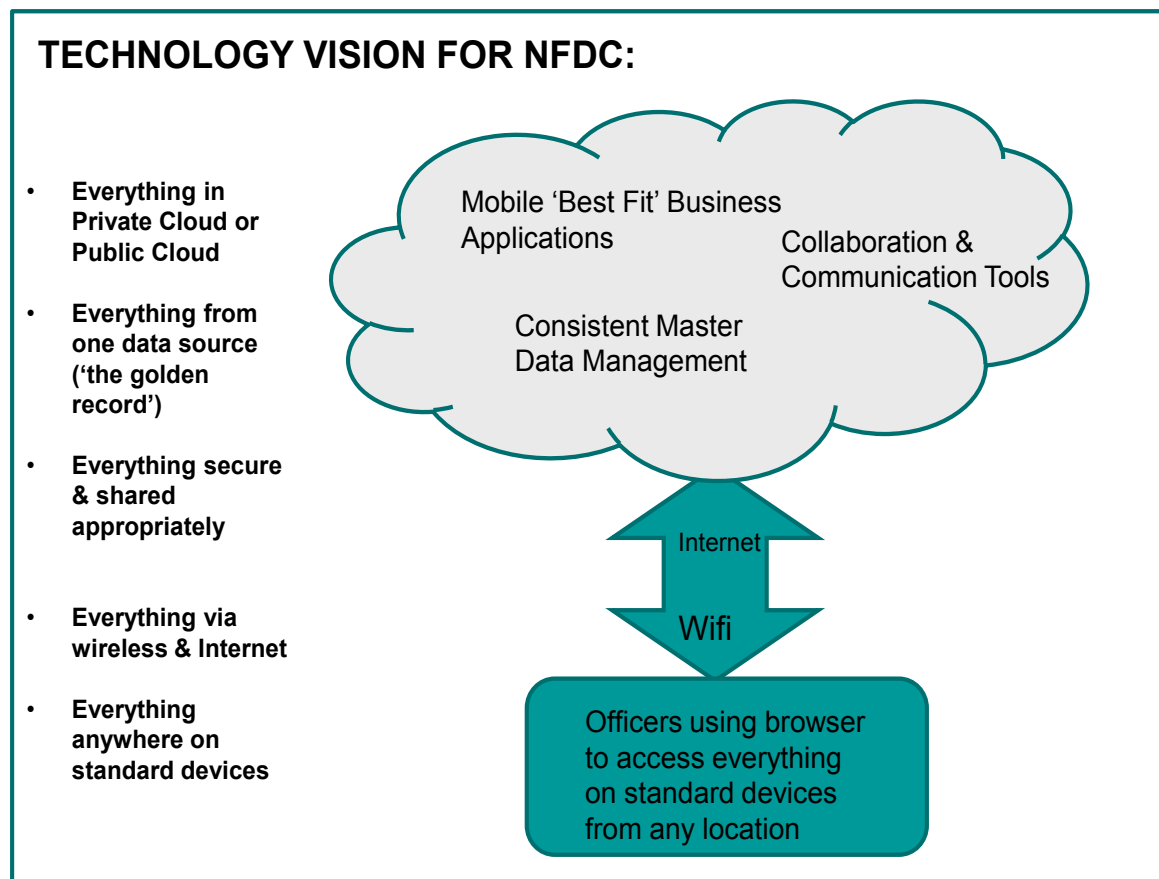 TECHNOLOGY VISION FOR NFDC:
• Everything in
Private Cloud or
Public Cloud
• Everything from
one data source
(‘the golden
record’)
• Everything secure
& shared
appropriately
• Everything via
wireless & Internet
• Everything
anywhere on
standard devices
Mobile ‘Best Fit’ Business
Applications
Collaboration &
Communication Tools
Consistent Master
Data Management
Internet
Wifi
Officers using browser
to access everything
on standard devices
from any location